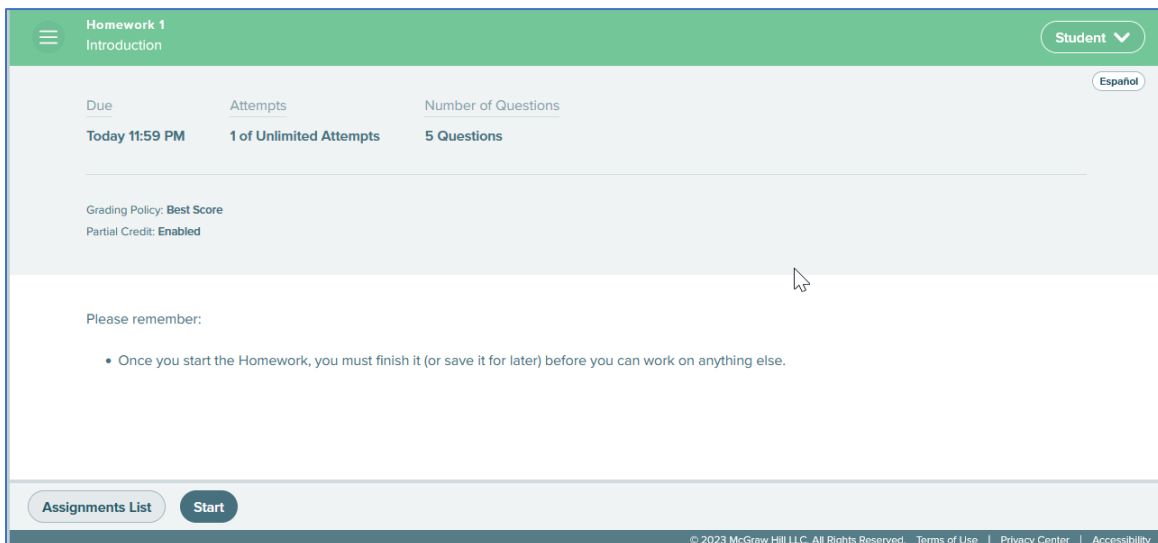 Homework 1
Introduction
Student
Español
Due Attempts Number of Questions
Today 11:59 PM 1 of Unlimited Attempts 5 Questions
Grading Policy: Best Score
Partial Credit: Enabled
Please remember:
• Once you start the Homework, you must finish it (or save it for later) before you can work on anything else.
Assignments List Start
© 2023 McGraw Hill LLC. All Rights Reserved. Terms of Use | Privacy Center | Accessibility